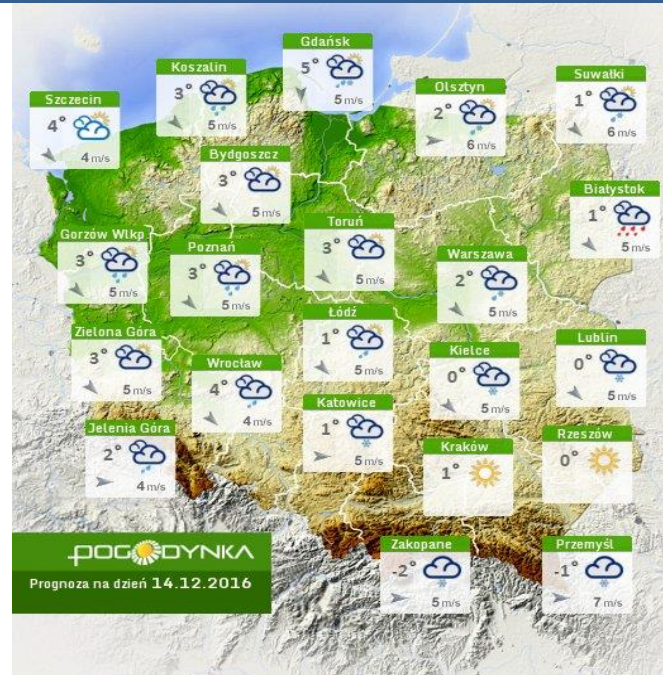 Gdańsk
5°
5 m/s
Koszalin
3°
5 m/s
Suwałki
1°
6 m/s
Olsztyn
2°
6 m/s
Szczecin
4°
4 m/s
Bydgoszcz
3°
5 m/s
Białystok
1°
5 m/s
Toruń
3°
5 m/s
Gorzów Wlkp
3°
5 m/s
Poznań
3°
5 m/s
Warszawa
2°
5 m/s
Łódź
1°
5 m/s
Zielona Góra
3°
5 m/s
Lublin
0°
5 m/s
Kielce
0°
5 m/s
Wrocław
4°
4 m/s
Katowice
1°
5 m/s
Jelenia Góra
2°
4 m/s
Kraków
1°
Rzeszów
0°
POGODYNKA
Prognoza na dzień 14.12.2016
Zakopane
-2°
5 m/s
Przemyśl
-1°
7 m/s